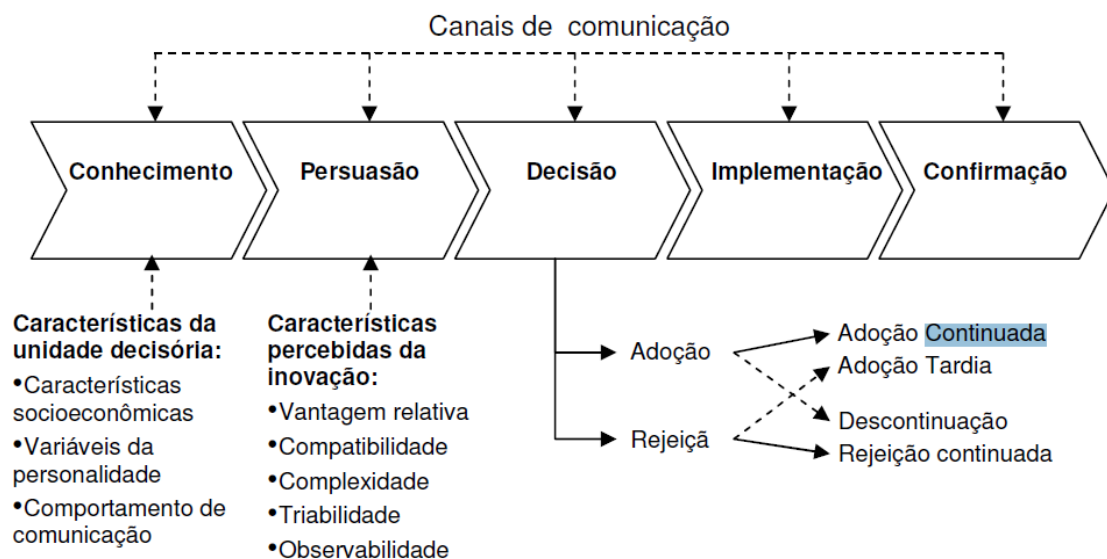 Canais de comunicação
Conhecimento
Persuasão
Decisão
Implementação
Confirmação
Características da
unidade decisória:
•Características
socioeconômicas
•Variáveis da
personalidade
•Comportamento de
comunicação
Características
percebidas da
inovação:
•Vantagem relativa
•Compatibilidade
•Complexidade
•Triabilidade
•Observabilidade
Adoção
Rejeiçã
Adoção Continuada
Adoção Tardia
Descontinuação
Rejeição continuada